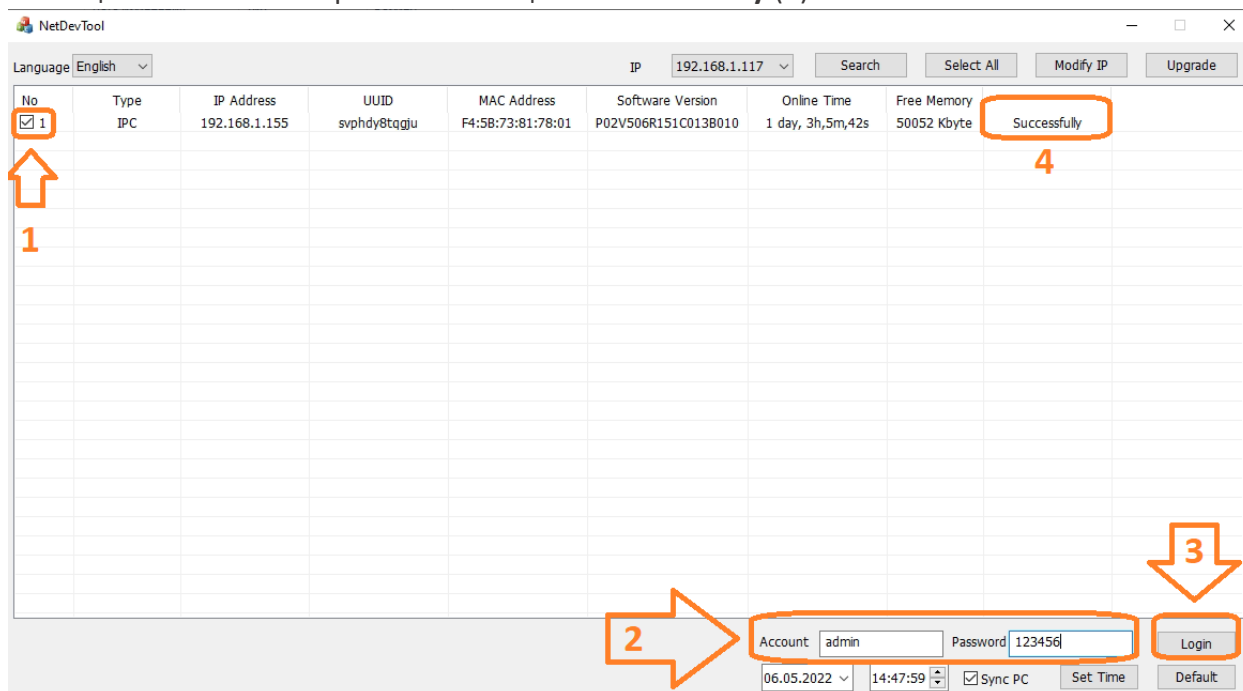 NetDevTool
Language English IP 192.168.1.117 Search Select All Modify IP Upgrade
No Type IP Address UUID MAC Address Software Version Online Time Free Memory
1 IPC 192.168.1.155 svphdy8tqgju F4:5B:73:81:78:01 P02V506R151C013B010 1 day, 3h,5m,42s 50052 Kbyte Successfully
4
1
3
2 Account admin Password 123456 Login
06.05.2022 14:47:59 Sync PC Set Time Default